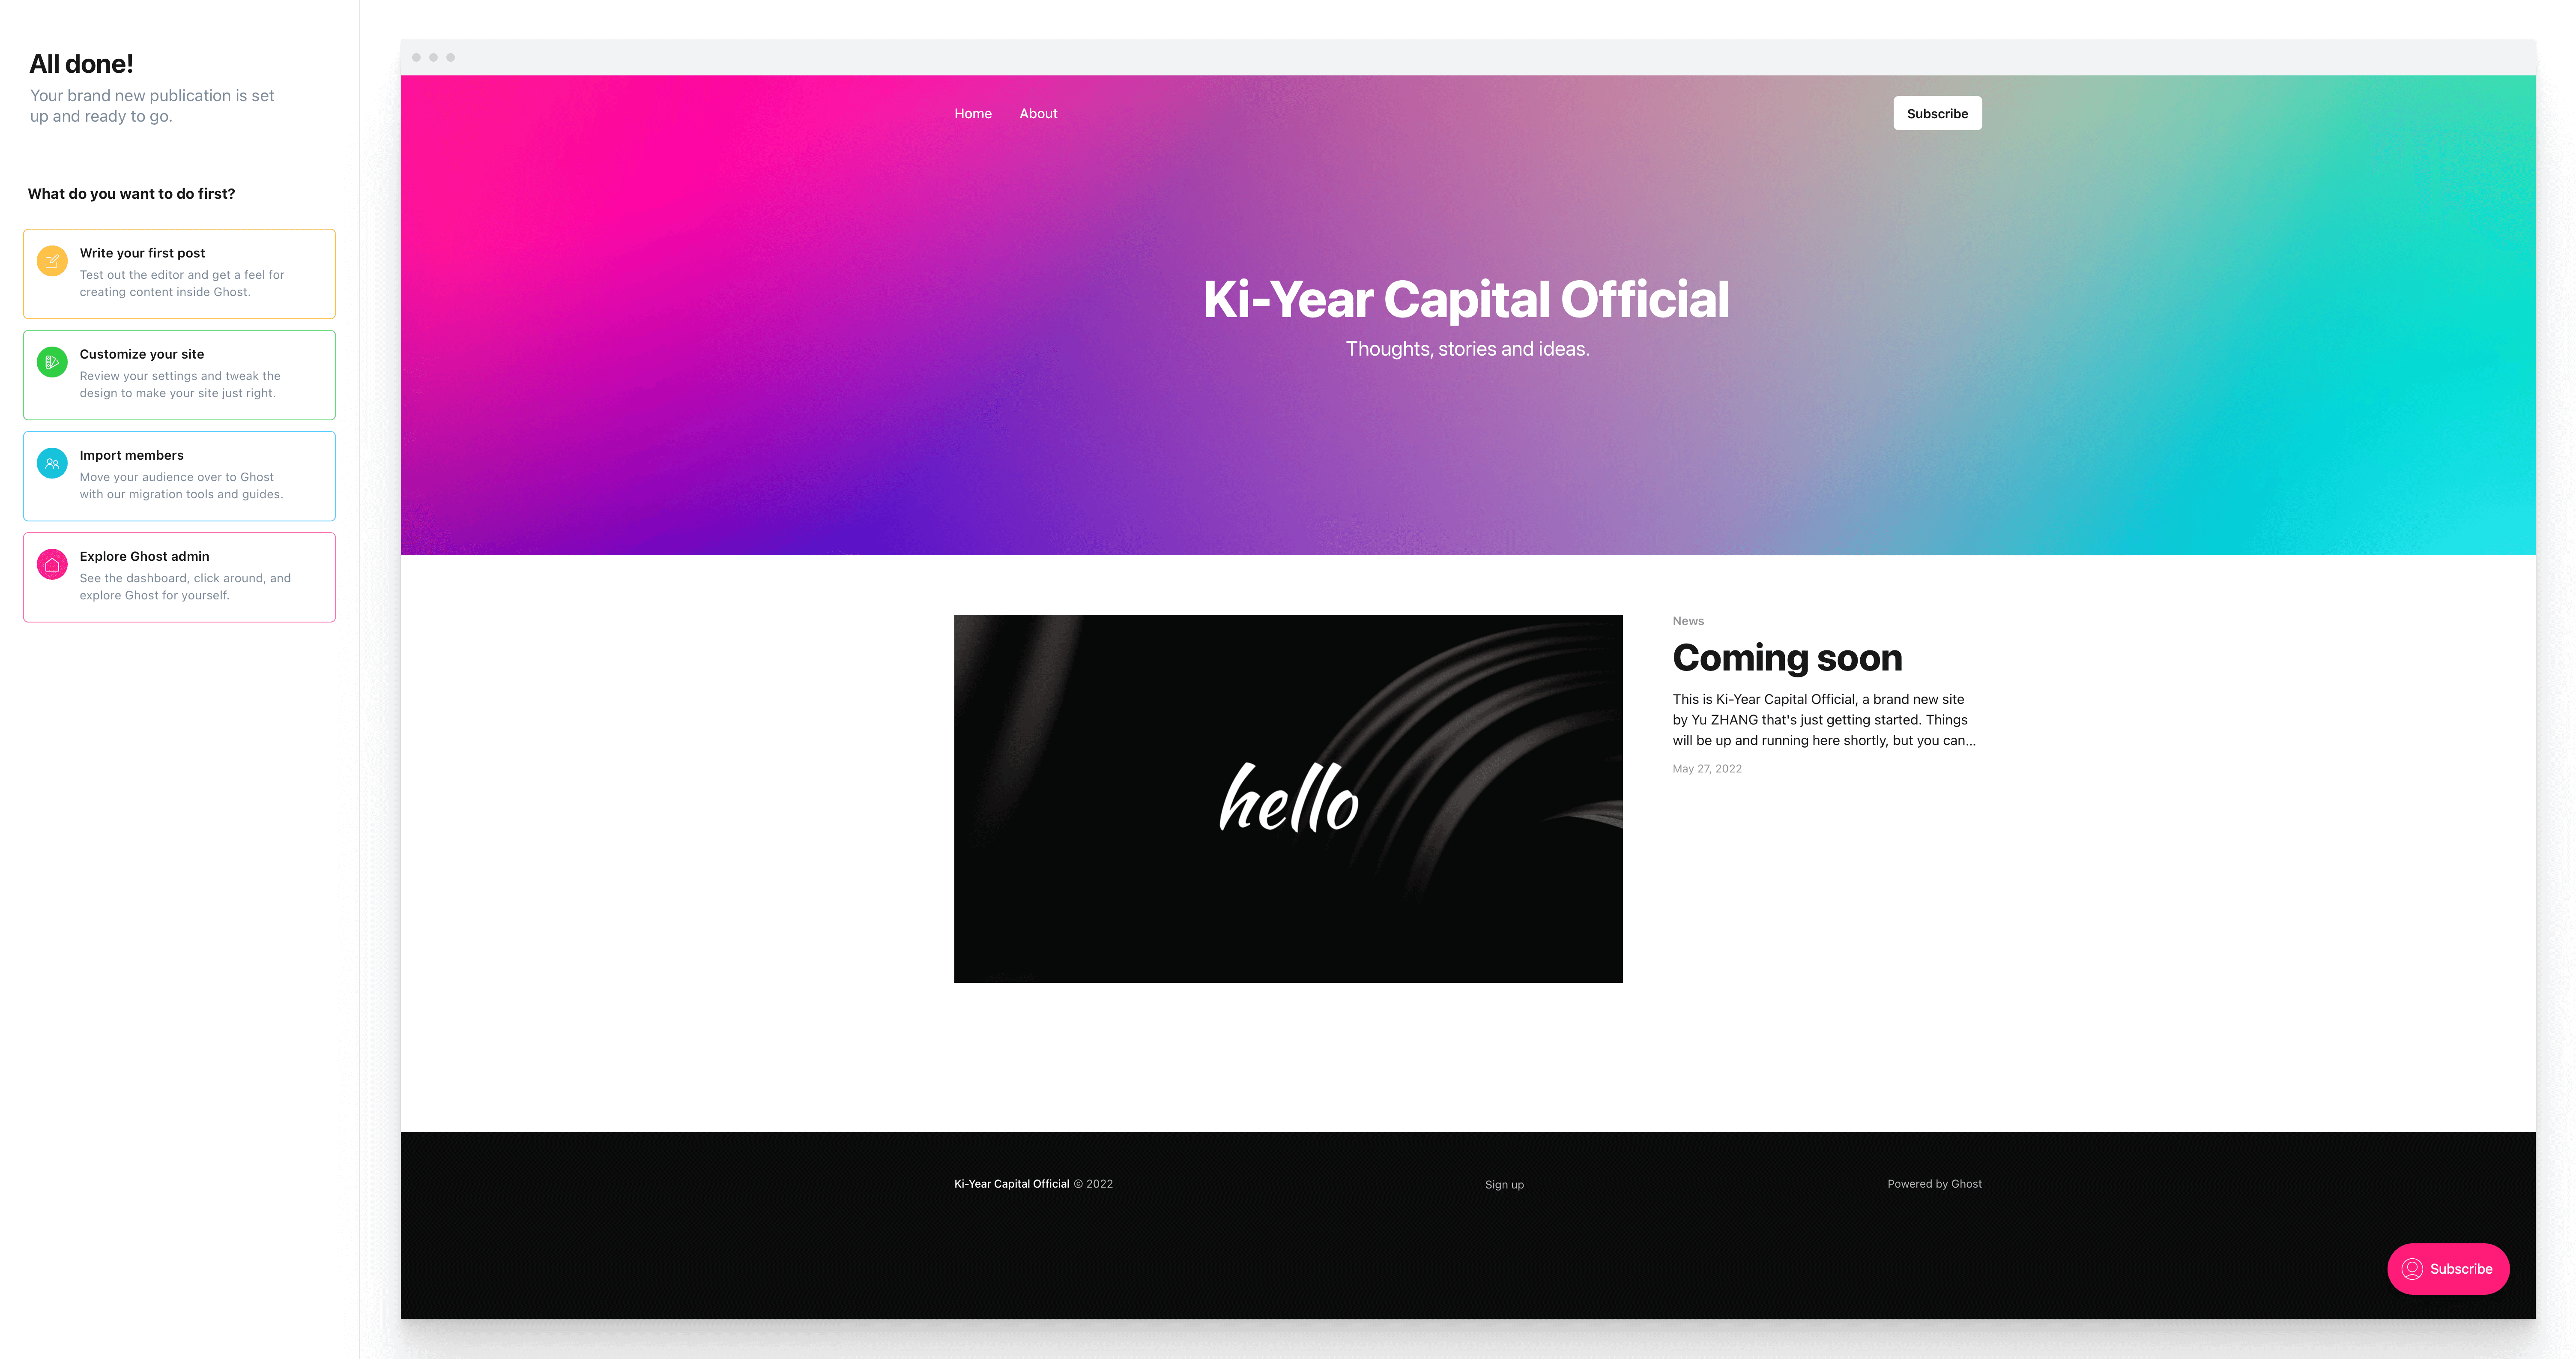 All done!
Your brand new publication is set
up and ready to go.
What do you want to do first?
Write your first post
Test out the editor and get a feel for
creating content inside Ghost.
Customize your site
Review your settings and tweak the
design to make your site just right.
Import members
Move your audience over to Ghost
with our migration tools and guides.
Explore Ghost admin
See the dashboard, click around, and
explore Ghost for yourself.
Home About Subscribe
Ki-Year Capital Official
Thoughts, stories and ideas.
hello
News
Coming soon
This is Ki-Year Capital Official, a brand new site
by Yu ZHANG that's just getting started. Things
will be up and running here shortly, but you can...
May 27, 2022
Ki-Year Capital Official © 2022 Sign up Powered by Ghost
Subscribe